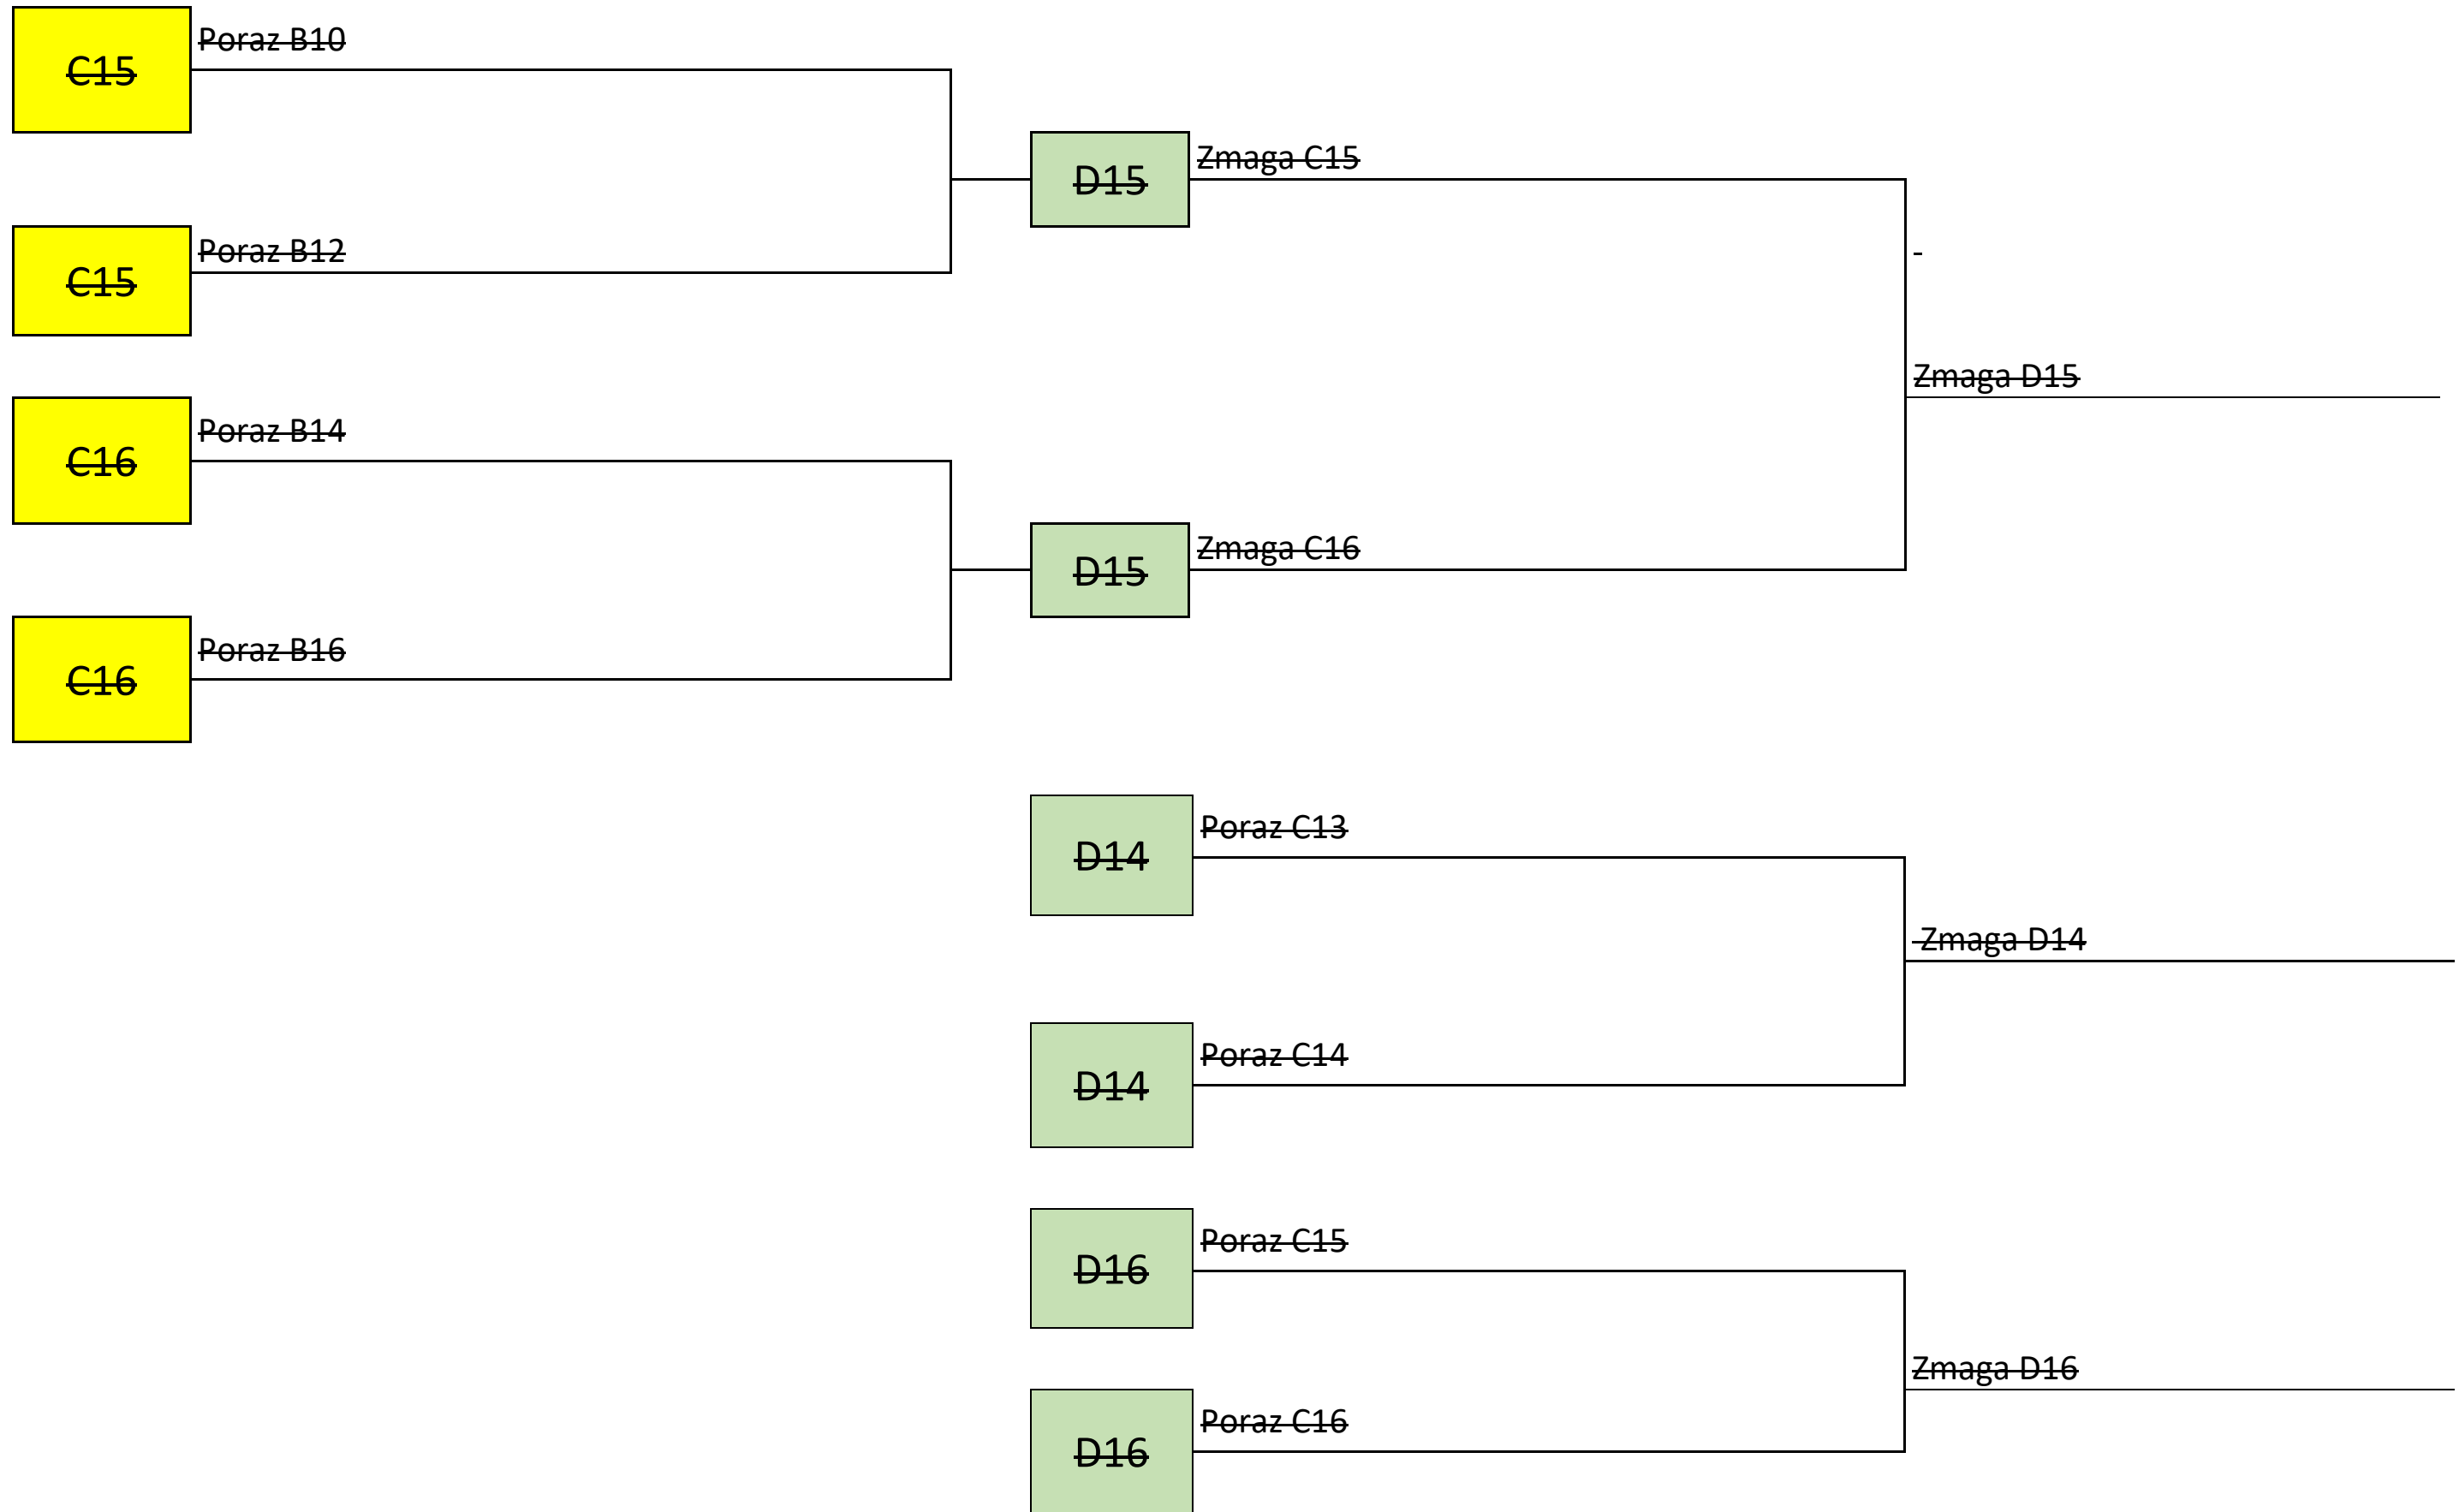 C15
Poraz B10
D15
Zmaga C15
C15
Poraz B12
-
Zmaga D15
C16
Poraz B14
D15
Zmaga C16
C16
Poraz B16
D14
Poraz C13
Zmaga D14
D14
Poraz C14
D16
Poraz C15
Zmaga D16
D16
Poraz C16